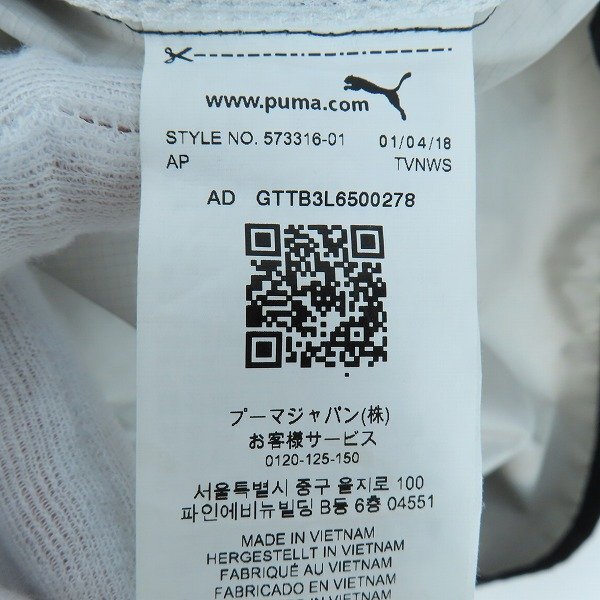 www.puma.com
STYLE NO. 573316-01 01/04/18
AP TVNWS
AD GTTB3L6500278
プーマジャパン(株)
お客様サービス
0120-125-150
서울특별시 중구 을지로 100
파인에비뉴빌딩 B동 6층 04551
MADE IN VIETNAM
HERGESTELLT IN VIETNAM
FABRIQUÉ AU VIETNAM
FABRICADO EN VIETNAM